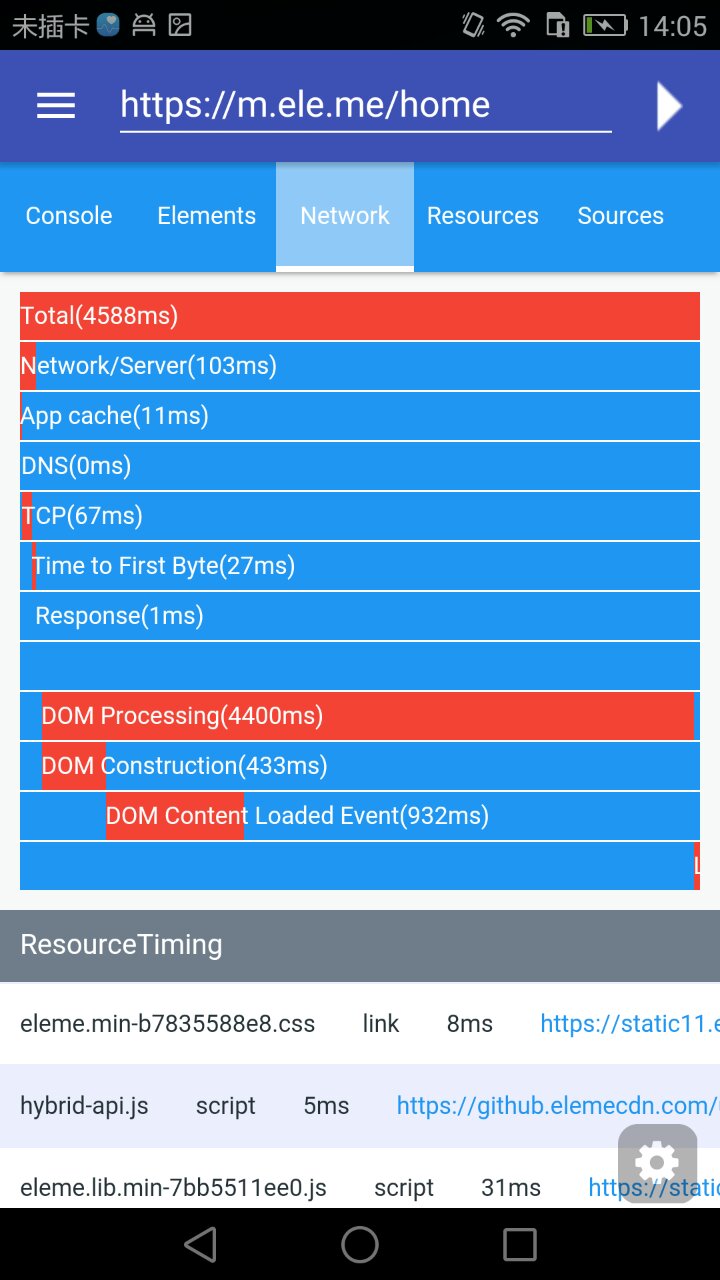 未插卡 14:05
https://m.ele.me/home
Console Elements Network Resources Sources
Total(4588ms)
Network/Server(103ms)
App cache(11ms)
DNS(0ms)
TCP(67ms)
Time to First Byte(27ms)
Response(1ms)
DOM Processing(4400ms)
DOM Construction(433ms)
DOM Content Loaded Event(932ms)
L
ResourceTiming
eleme.min-b7835588e8.css link 8ms https://static11.e
hybrid-api.js script 5ms https://github.elemecdn.com/
eleme.lib.min-7bb5511ee0.js script 31ms https://stati